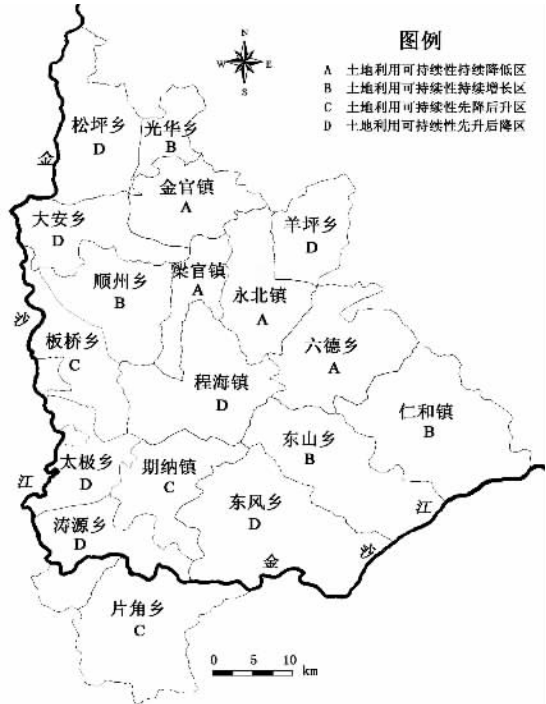 N
W E
S
图例
A 土地利用可持续性持续降低区
B 土地利用可持续性持续增长区
C 土地利用可持续性先降后升区
D 土地利用可持续性先升后降区
松坪乡
D
光华乡
B
金
金官镇
A
大安乡
D
羊坪乡
D
顺州乡
B
梁官镇
A
永北镇
A
沙
板桥乡
C
六德乡
A
程海镇
D
仁和镇
B
东山乡
B
太极乡
D
期纳镇
C
江
东风乡
D
江
涛源乡
D
沙
金
片角乡
C
0 5 10
km